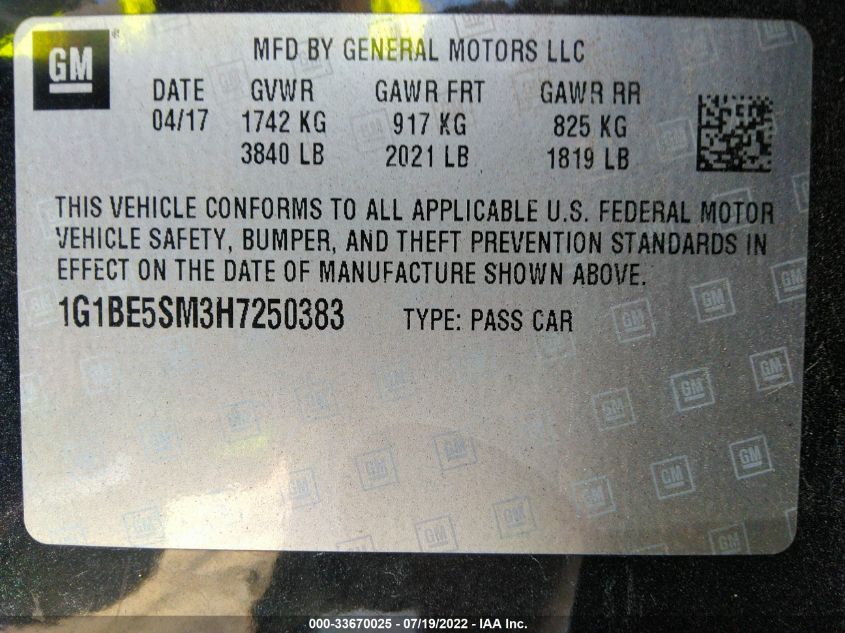 GM
MFD BY GENERAL MOTORS LLC
DATE GVWR GAWR FRT GAWR RR
04/17 1742 KG 917 KG 825 KG
3840 LB 2021 LB 1819 LB
THIS VEHICLE CONFORMS TO ALL APPLICABLE U.S. FEDERAL MOTOR
VEHICLE SAFETY, BUMPER, AND THEFT PREVENTION STANDARDS IN
EFFECT ON THE DATE OF MANUFACTURE SHOWN ABOVE.
1G1BE5SM3H7250383 TYPE: PASS CAR
000-33670025 - 07/19/2022 - IAA Inc.